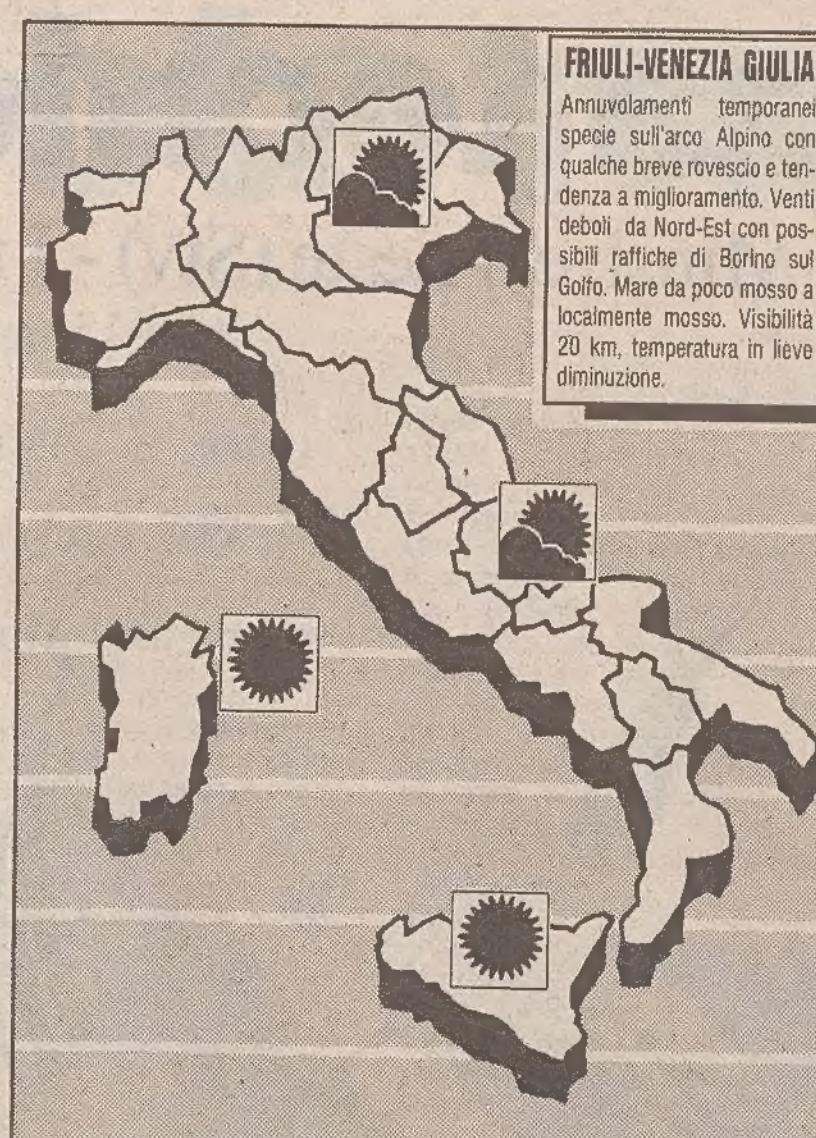 FRIULI-VENEZIA GIULIA
Annuvolamenti temporanei
specie sull'arco Alpino con
qualche breve rovescio e ten-
denza a miglioramento. Venti
deboli da Nord-Est con pos-
sibili raffiche di Borino sul
Golfo. Mare da poco mosso a
localmente mosso. Visibilità
20 km, temperatura in lieve
diminuzione.